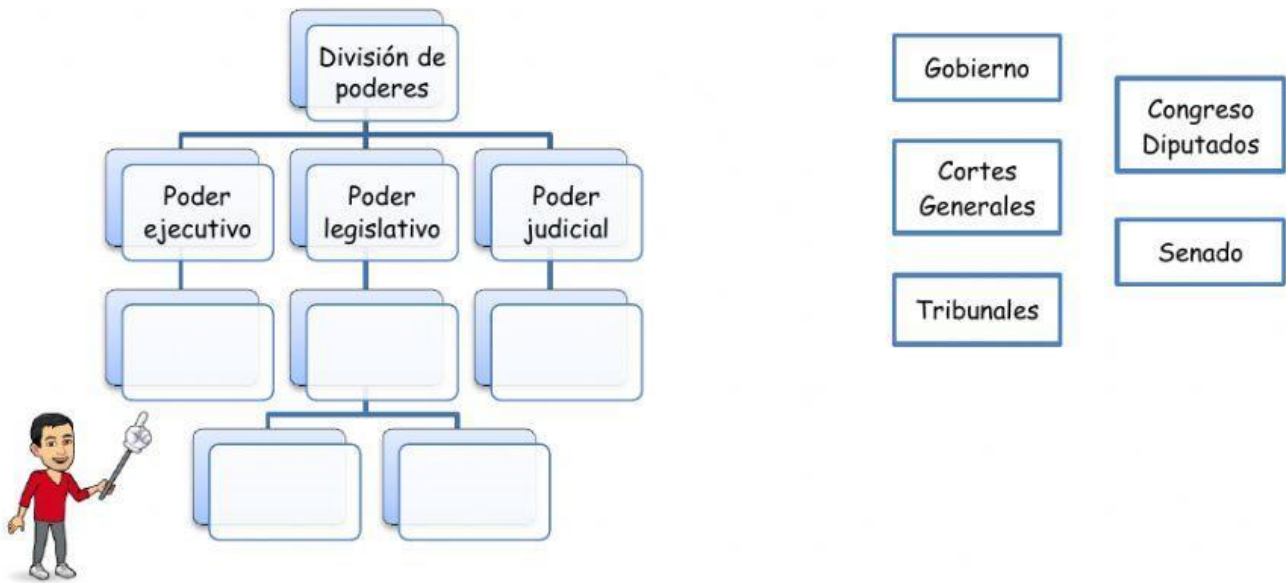 División de
poderes
Poder
ejecutivo
Poder
legislativo
Poder
judicial
Gobierno
Cortes
Generales
Tribunales
Congreso
Diputados
Senado